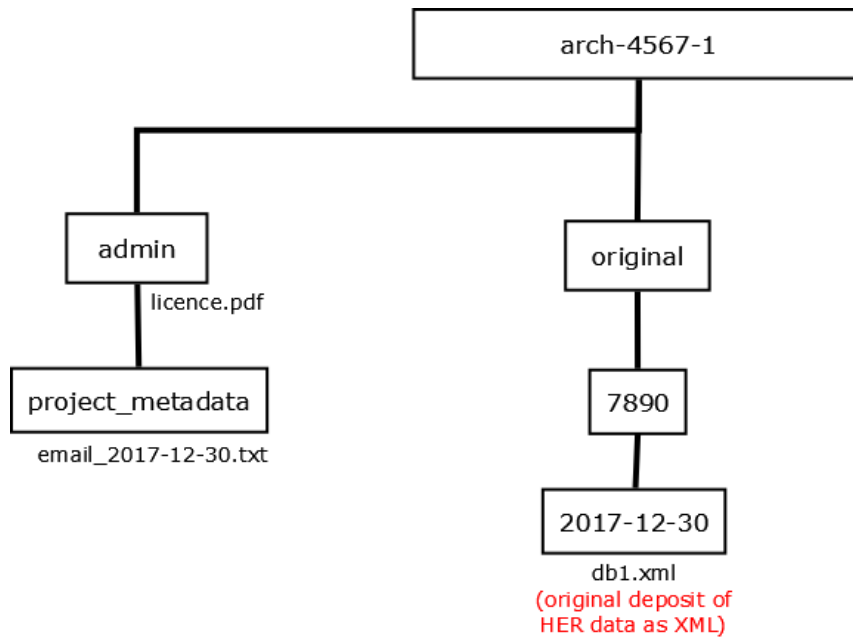 arch-4567-1
admin
original
licence.pdf
project_metadata
7890
email_2017-12-30.txt
2017-12-30
db1.xml
(original deposit of
HER data as XML)